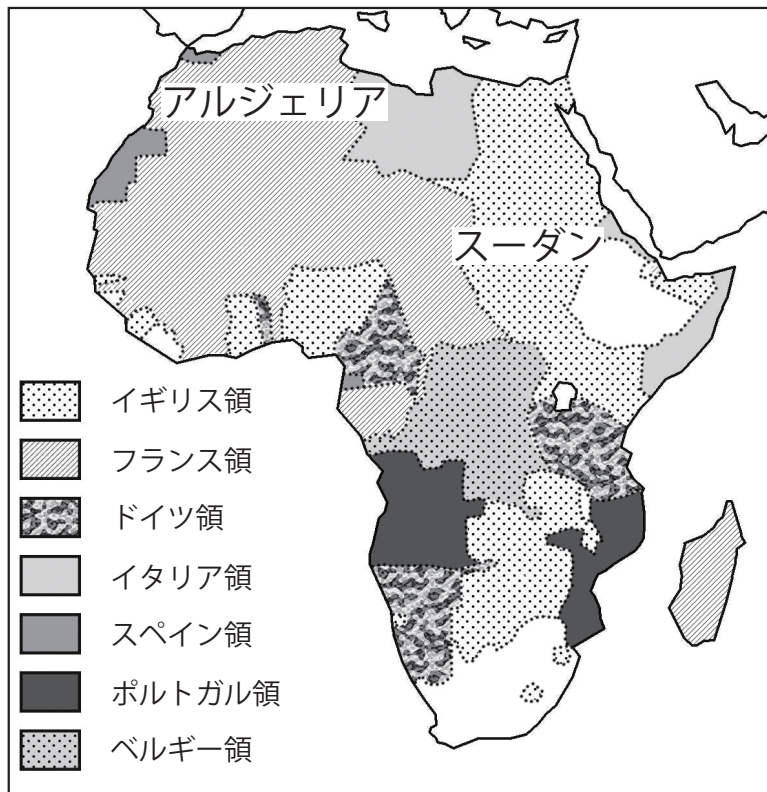 アルジェリア
スーダン
イギリス領
フランス領
ドイツ領
イタリア領
スペイン領
ポルトガル領
ベルギー領